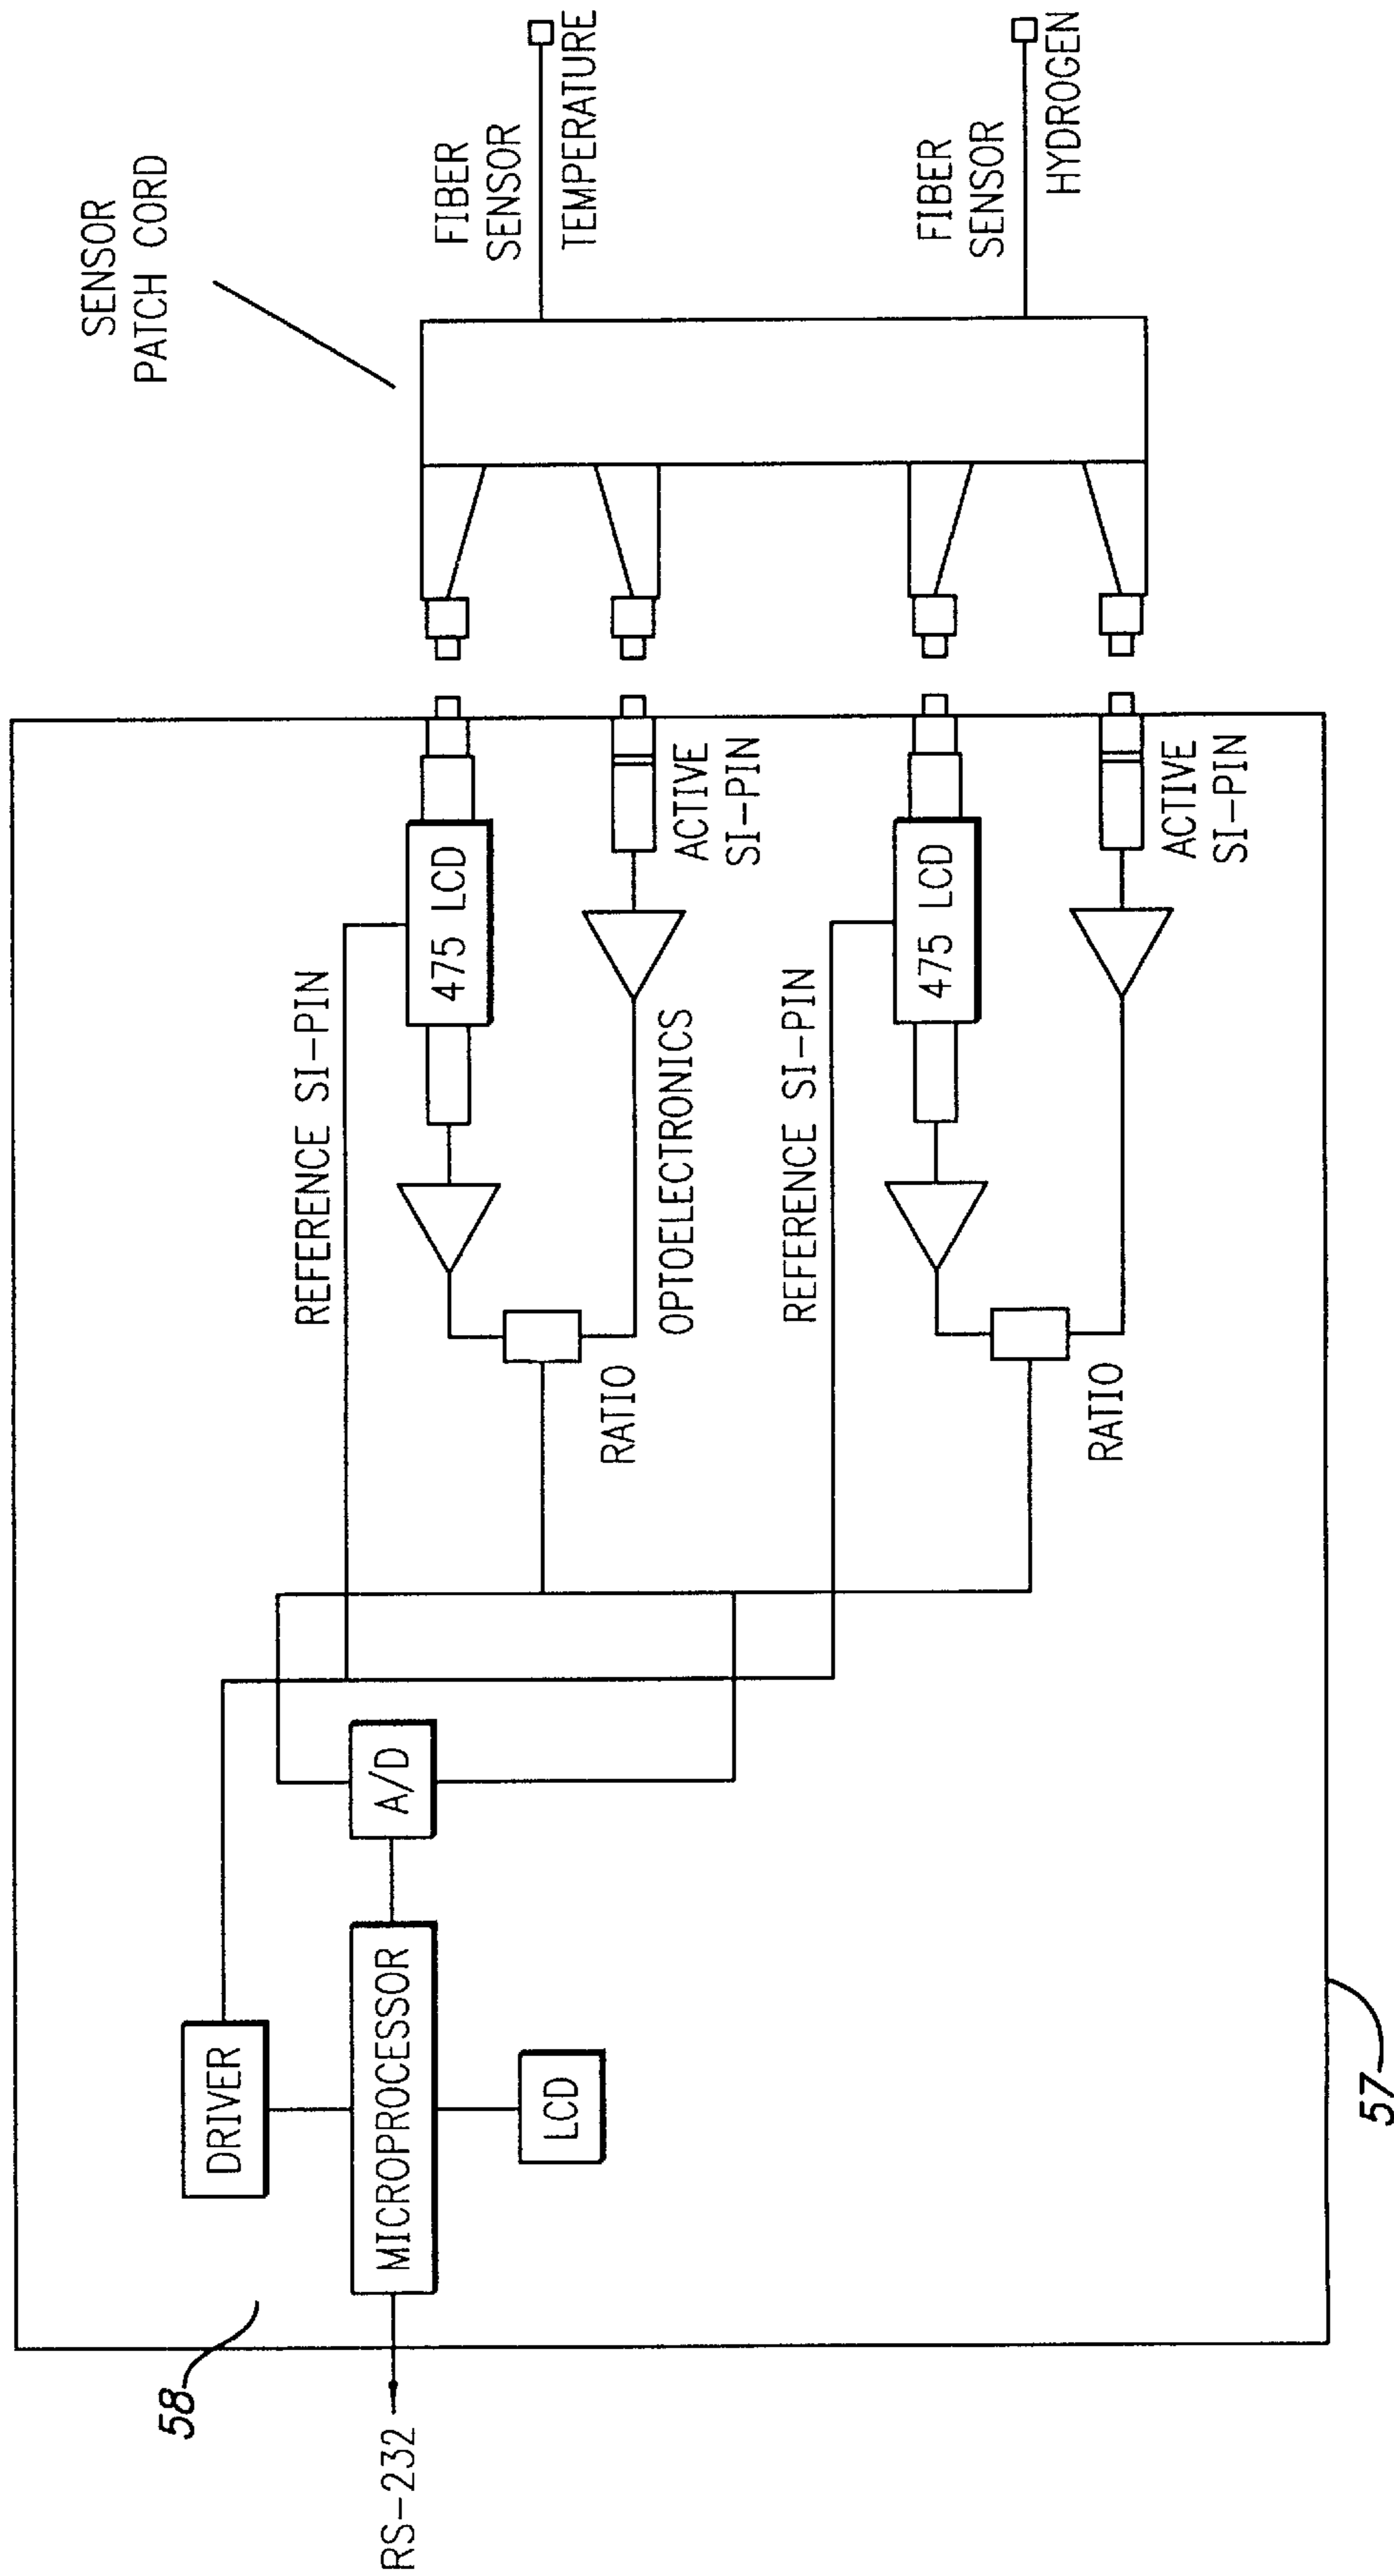 SENSOR
PATCH CORD
FIBER
SENSOR
TEMPERATURE
FIBER
SENSOR
HYDROGEN
REFERENCE SI-PIN
475 LCD
ACTIVE
SI-PIN
OPTOELECTRONICS
RATIO
REFERENCE SI-PIN
475 LCD
ACTIVE
SI-PIN
RATIO
DRIVER
A/D
MICROPROCESSOR
LCD
RS-232
58
57